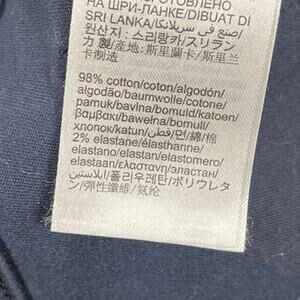 НА ШРИ-ЛАНКЕ/DIBUAT DI
SRI LANKA/صنع في سريلانكا
원산지: 스리랑카/スリラン
カ 製/產地: 斯里蘭卡/斯里兰
卡制造
98% cotton/coton/algodón/
algodão/baumwolle/cotone/
pamuk/bavlna/bomuld/katoen/
βαμβακι/bawełna/bomull/
хлопок/katun/قطن/면/綿/棉
2% elastane/élasthanne/
elastano/elastan/elastomeren
elastaan/ελαστίνη/эластан/
ايلاستين/폴리우레탄/ポリウレタ
ン/彈性纖維/氨纶